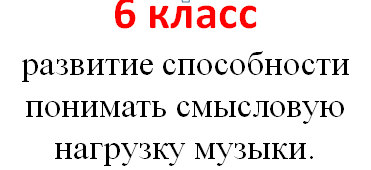 6 класс
развитие способности
понимать смысловую
нагрузку музыки.